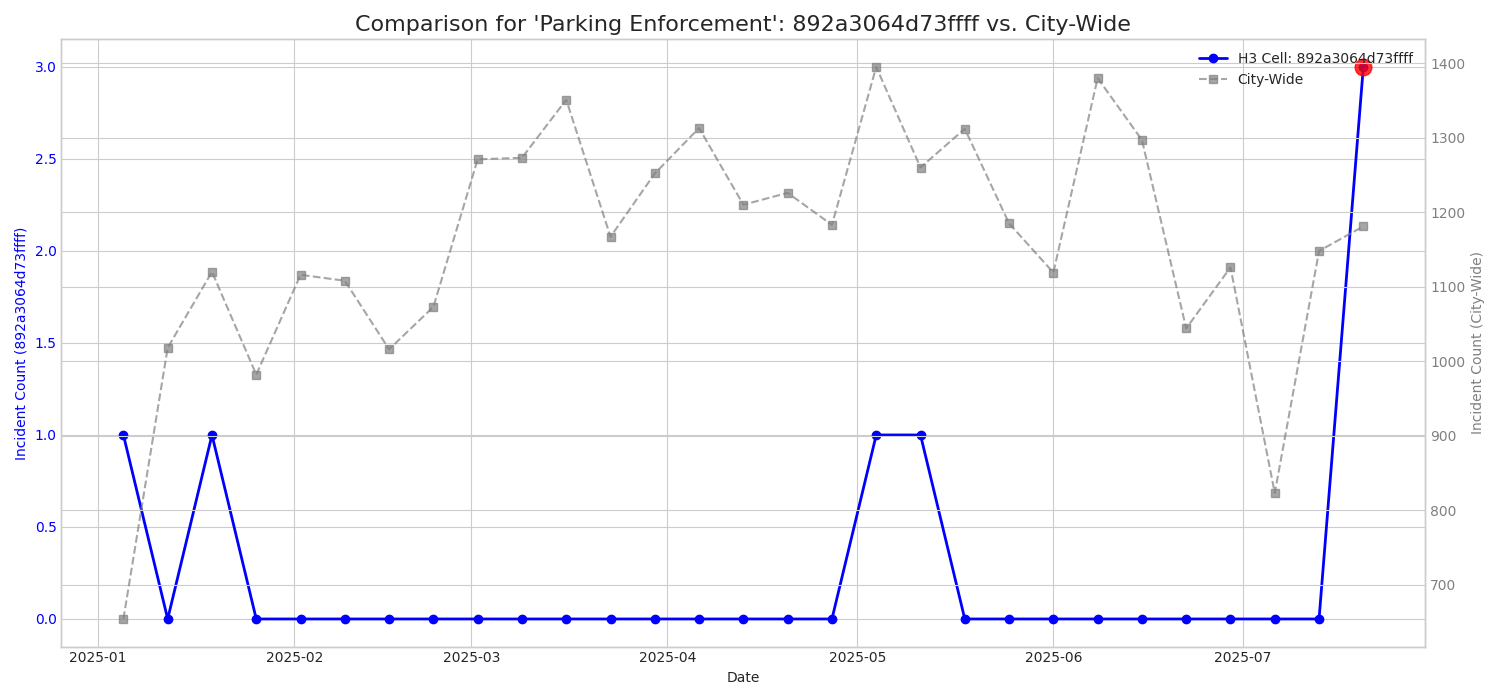 Comparison for 'Parking Enforcement': 892a3064d73ffff vs. City-Wide
H3 Cell: 892a3064d73ffff
City-Wide
Incident Count (892a3064d73ffff)
3.0
2.5
2.0
1.5
1.0
0.5
0.0
1400
1300
1200
1100
1000
900
800
700
Incident Count (City-Wide)
2025-01 2025-02 2025-03 2025-04 2025-05 2025-06 2025-07
Date